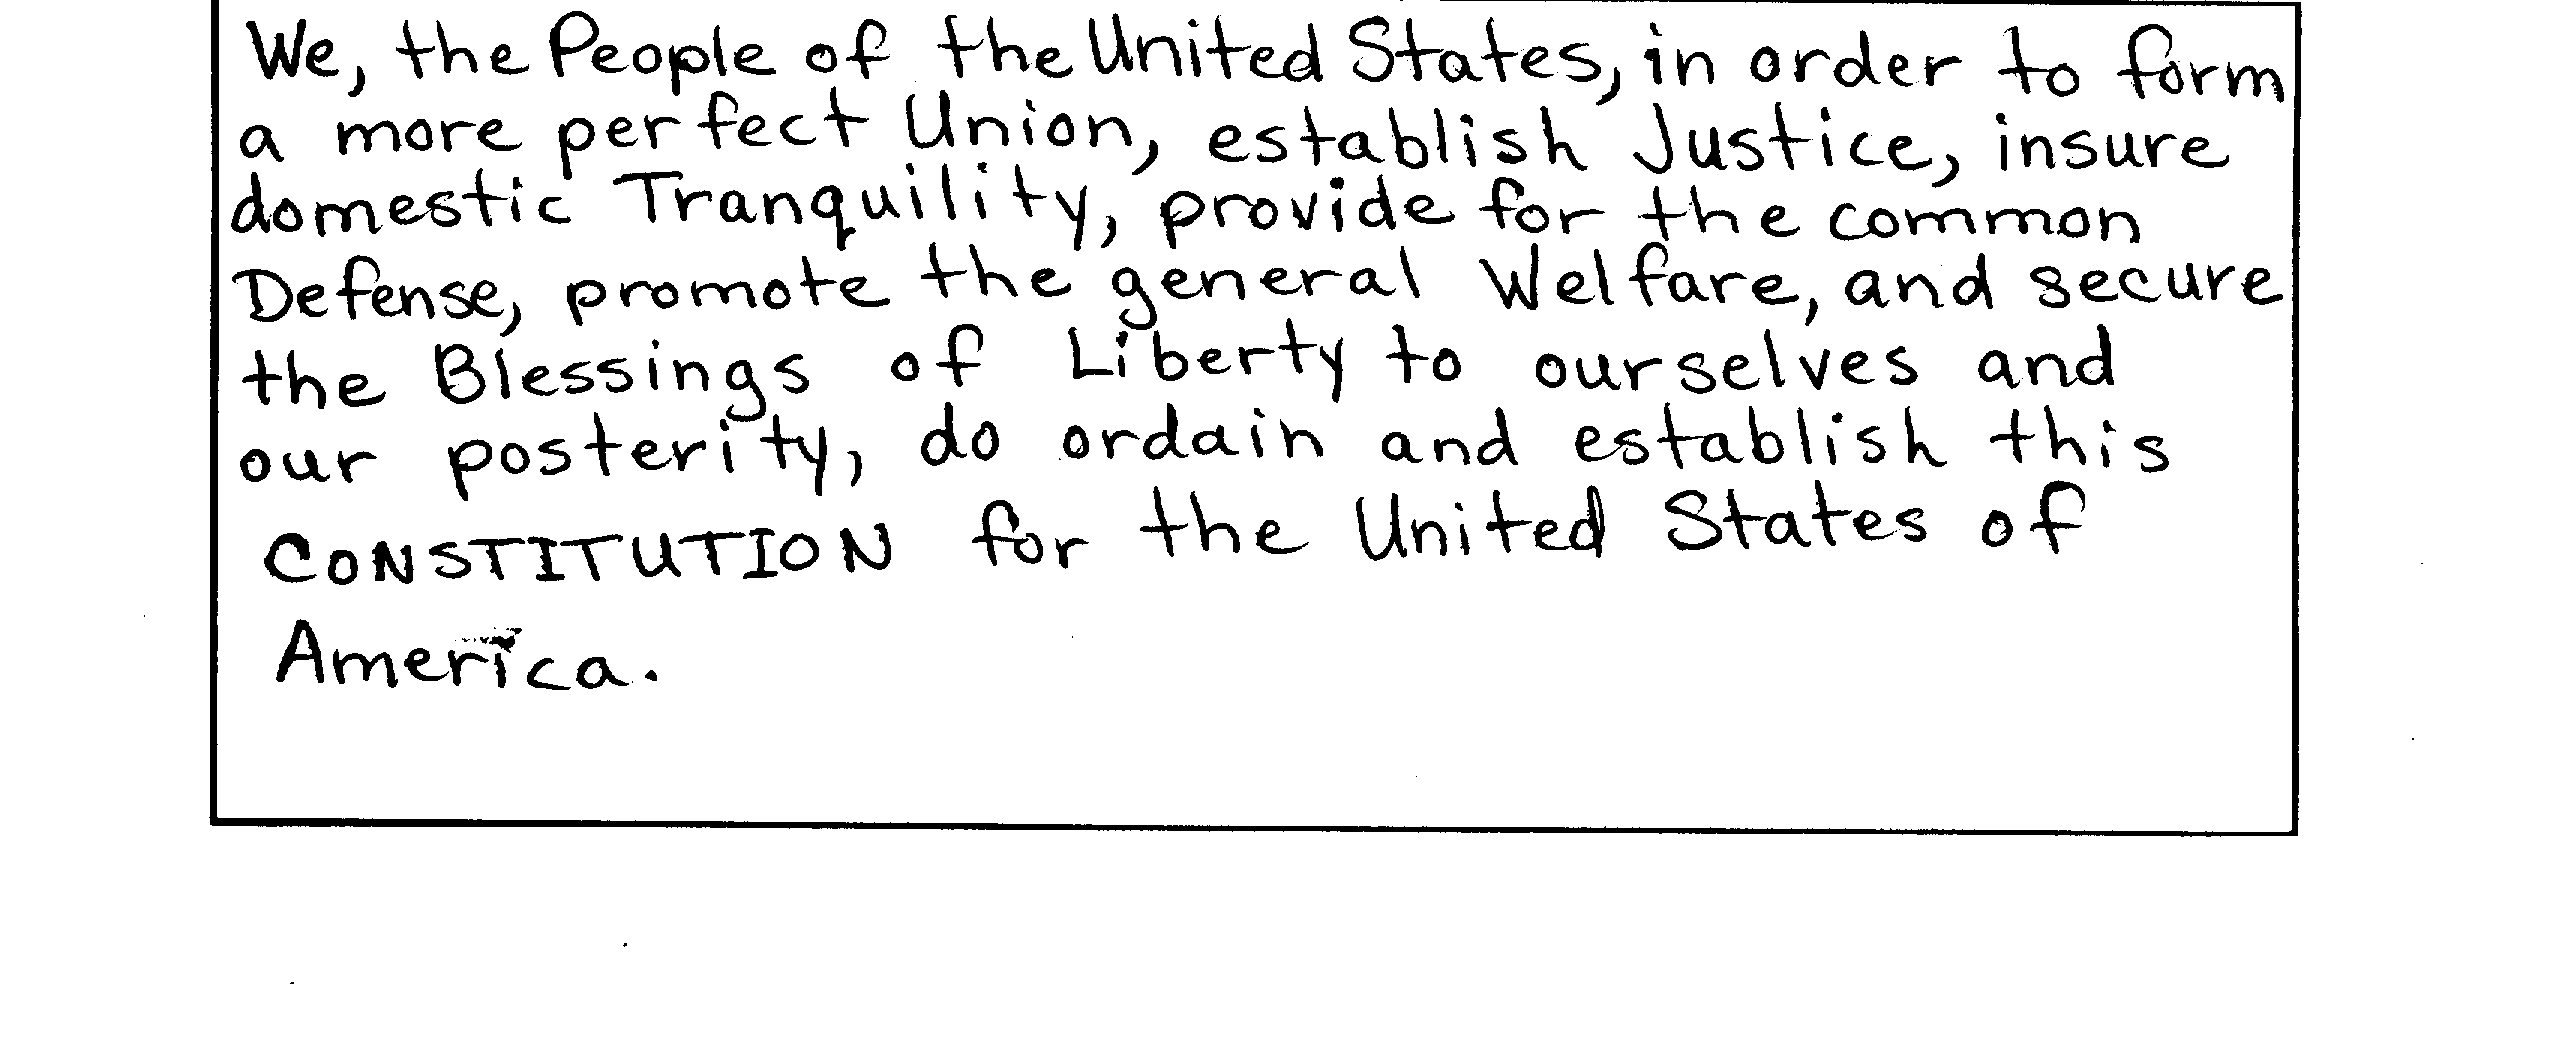 We, the People of the United States, in order to form
a more perfect Union, establish Justice, insure
domestic Tranquility, provide for the common
Defense, promote the general Welfare, and secure
the Blessings of Liberty to ourselves and
our posterity, do ordain and establish this
CONSTITUTION for the United States of
America.